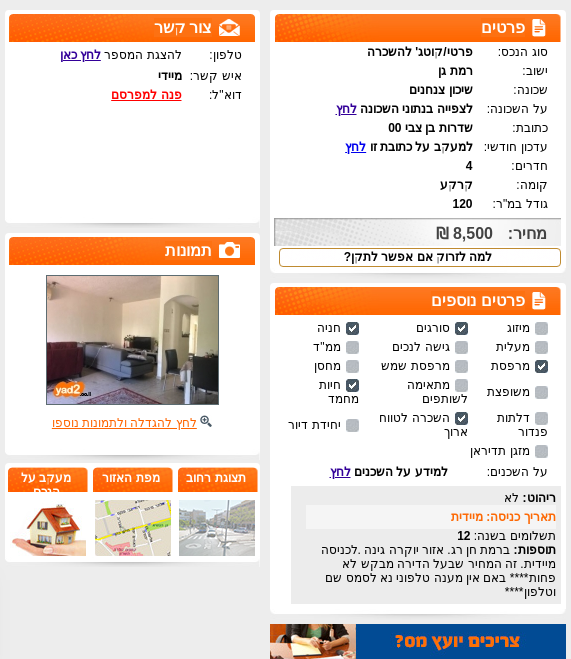 פרטים
סוג הנכס: פרטי/קוטג' להשכרה
ישוב: רמת גן
שכונה: שיכון צנחנים
על השכונה: לצפייה בנתוני השכונה לחץ
כתובת: שדרות בן צבי 00
עדכון חודשי: למעקב על כתובת זו לחץ
חדרים: 4
קומה: קרקע
גודל במ"ר: 120
מחיר: 8,500 ₪
למה לזרוק אם אפשר לתקן?
פרטים נוספים
מיזוג סורגים חניה
מעלית גישה לנכים ממ"ד
מרפסת מרפסת שמש מחסן
משופצת מתאימה לשותפים חיות מחמד
דלתות פנדור השכרה לטווח ארוך יחידת דיור
מזגן תדיראן
על השכנים: למידע על השכנים לחץ
ריהוט: לא
תאריך כניסה: מיידית
תשלומים בשנה: 12
תוספות: ברמת חן רג. אזור יוקרה גינה .לכניסה
מיידית. זה המחיר שבעל הדירה מבקש לא
פחות**** באם אין מענה טלפוני נא לסמס שם
וטלפון****
צריכים יועץ מס?
צור קשר
טלפון: להצגת המספר לחץ כאן
איש קשר: מיידי
דוא"ל: פנה למפרסם
תמונות
yad2.co.il
לחץ להגדלה ולתמונות נוספו
תצוגת רחוב
מפת האזור
מעקב על
הנכס